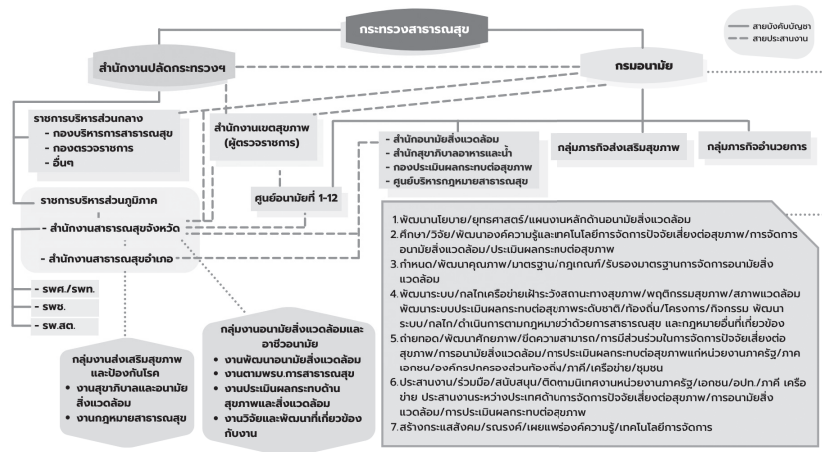 กระทรวงสาธารณสุข
สายบังคับบัญชา
สายประสานงาน
สำนักงานปลัดกระทรวงฯ
กรมอนามัย
ราชการบริหารส่วนกลาง
- กองบริหารการสาธารณสุข
- กองตรวจราชการ
- อื่นๆ
สำนักงานเขตสุขภาพ
(ผู้ตรวจราชการ)
- สำนักอนามัยสิ่งแวดล้อม
- สำนักสุขาภิบาลอาหารและน้ำ
- กองประเมินผลกระทบต่อสุขภาพ
- ศูนย์บริหารกฎหมายสาธารณสุข
กลุ่มภารกิจส่งเสริมสุขภาพ
กลุ่มภารกิจอำนวยการ
ศูนย์อนามัยที่ 1-12
ราชการบริหารส่วนภูมิภาค
- สำนักงานสาธารณสุขจังหวัด
- สำนักงานสาธารณสุขอำเภอ
- รพศ./รพท.
- รพช.
- รพ.สต.
กลุ่มงานส่งเสริมสุขภาพ
และป้องกันโรค
• งานสุขาภิบาลและอนามัย
สิ่งแวดล้อม
• งานกฎหมายสาธารณสุข
กลุ่มงานอนามัยสิ่งแวดล้อมและ
อาชีวอนามัย
• งานพัฒนาอนามัยสิ่งแวดล้อม
• งานตามพรบ.การสาธารณสุข
• งานประเมินผลกระทบด้าน
สุขภาพและสิ่งแวดล้อม
• งานวิจัยและพัฒนาที่เกี่ยวข้อง
กับงาน
1.พัฒนานโยบาย/ยุทธศาสตร์/แผนงานหลักด้านอนามัยสิ่งแวดล้อม
2.ศึกษา/วิจัย/พัฒนาองค์ความรู้และเทคโนโลยีการจัดการปัจจัยเสี่ยงต่อสุขภาพ/การจัดการ
อนามัยสิ่งแวดล้อม/ประเมินผลกระทบต่อสุขภาพ
3.กำหนด/พัฒนาคุณภาพ/มาตรฐาน/กฎเกณฑ์/รับรองมาตรฐานการจัดการอนามัยสิ่ง
แวดล้อม
4.พัฒนาระบบ/กลไกเครือข่ายเฝ้าระวังสถานะทางสุขภาพ/พฤติกรรมสุขภาพ/สภาพแวดล้อม
พัฒนาระบบประเมินผลกระทบต่อสุขภาพระดับชาติ/ท้องถิ่น/โครงการ/กิจกรรม พัฒนา
ระบบ/กลไก/ดำเนินการตามกฎหมายว่าด้วยการสาธารณสุข และกฎหมายอื่นที่เกี่ยวข้อง
5.ถ่ายทอด/พัฒนาศักยภาพ/ขีดความสามารถ/การมีส่วนร่วมในการจัดการปัจจัยเสี่ยงต่อ
สุขภาพ/การอนามัยสิ่งแวดล้อม/การประเมินผลกระทบต่อสุขภาพแก่หน่วยงานภาครัฐ/ภาค
เอกชน/องค์กรปกครองส่วนท้องถิ่น/ภาคี/เครือข่าย/ชุมชน
6.ประสานงาน/ร่วมมือ/สนับสนุน/ติดตามนิเทศงานหน่วยงานภาครัฐ/เอกชน/อปท./ภาคี เครือ
ข่าย ประสานงานระหว่างประเทศด้านการจัดการปัจจัยเสี่ยงต่อสุขภาพ/การอนามัยสิ่ง
แวดล้อม/การประเมินผลกระทบต่อสุขภาพ
7.สร้างกระแสสังคม/รณรงค์/เผยแพร่องค์ความรู้/เทคโนโลยีการจัดการ